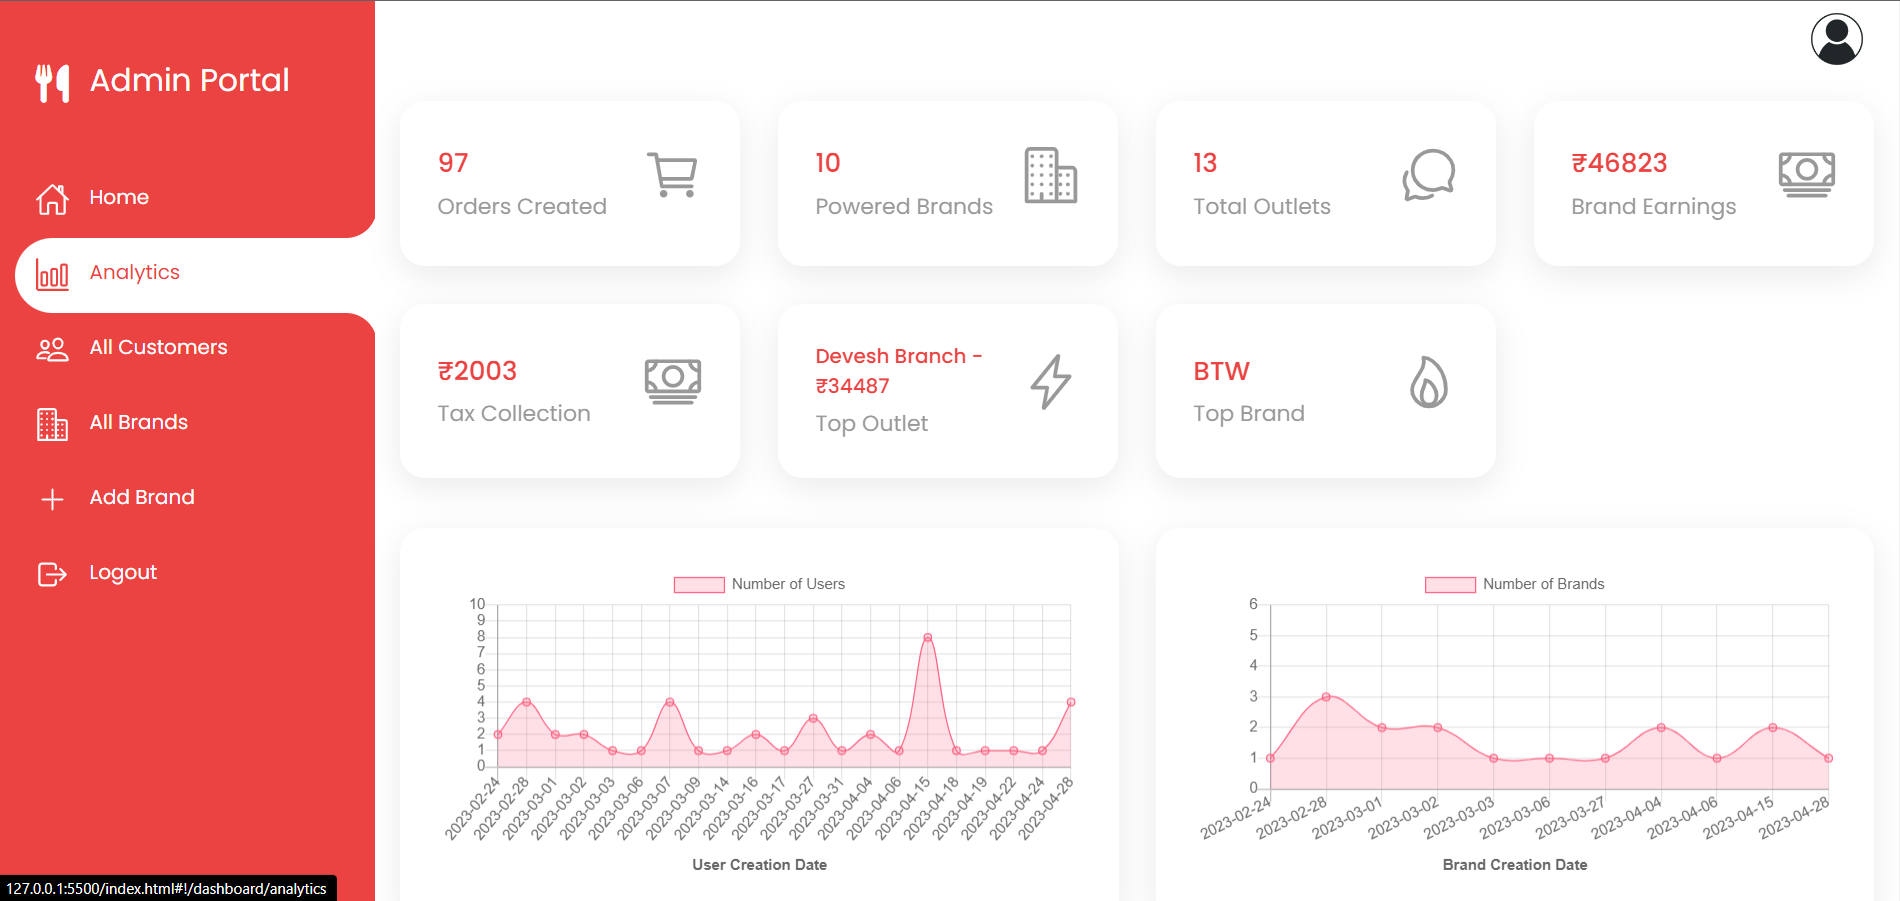 Admin Portal
Home
Analytics
All Customers
All Brands
Add Brand
Logout
97
Orders Created
10
Powered Brands
13
Total Outlets
₹46823
Brand Earnings
₹2003
Tax Collection
Devesh Branch -
₹34487
Top Outlet
BTW
Top Brand
Number of Users
10
9
8
7
6
5
4
3
2
1
0
2023-02-24
2023-02-28
2023-03-01
2023-03-02
2023-03-03
2023-03-06
2023-03-07
2023-03-09
2023-03-14
2023-03-16
2023-03-17
2023-03-27
2023-03-31
2023-04-04
2023-04-06
2023-04-15
2023-04-18
2023-04-19
2023-04-22
2023-04-24
2023-04-28
User Creation Date
Number of Brands
6
5
4
3
2
1
0
2023-02-24
2023-02-28
2023-03-01
2023-03-02
2023-03-03
2023-03-06
2023-03-27
2023-04-04
2023-04-06
2023-04-15
2023-04-28
Brand Creation Date
127.0.0.1:5500/index.html#!/dashboard/analytics